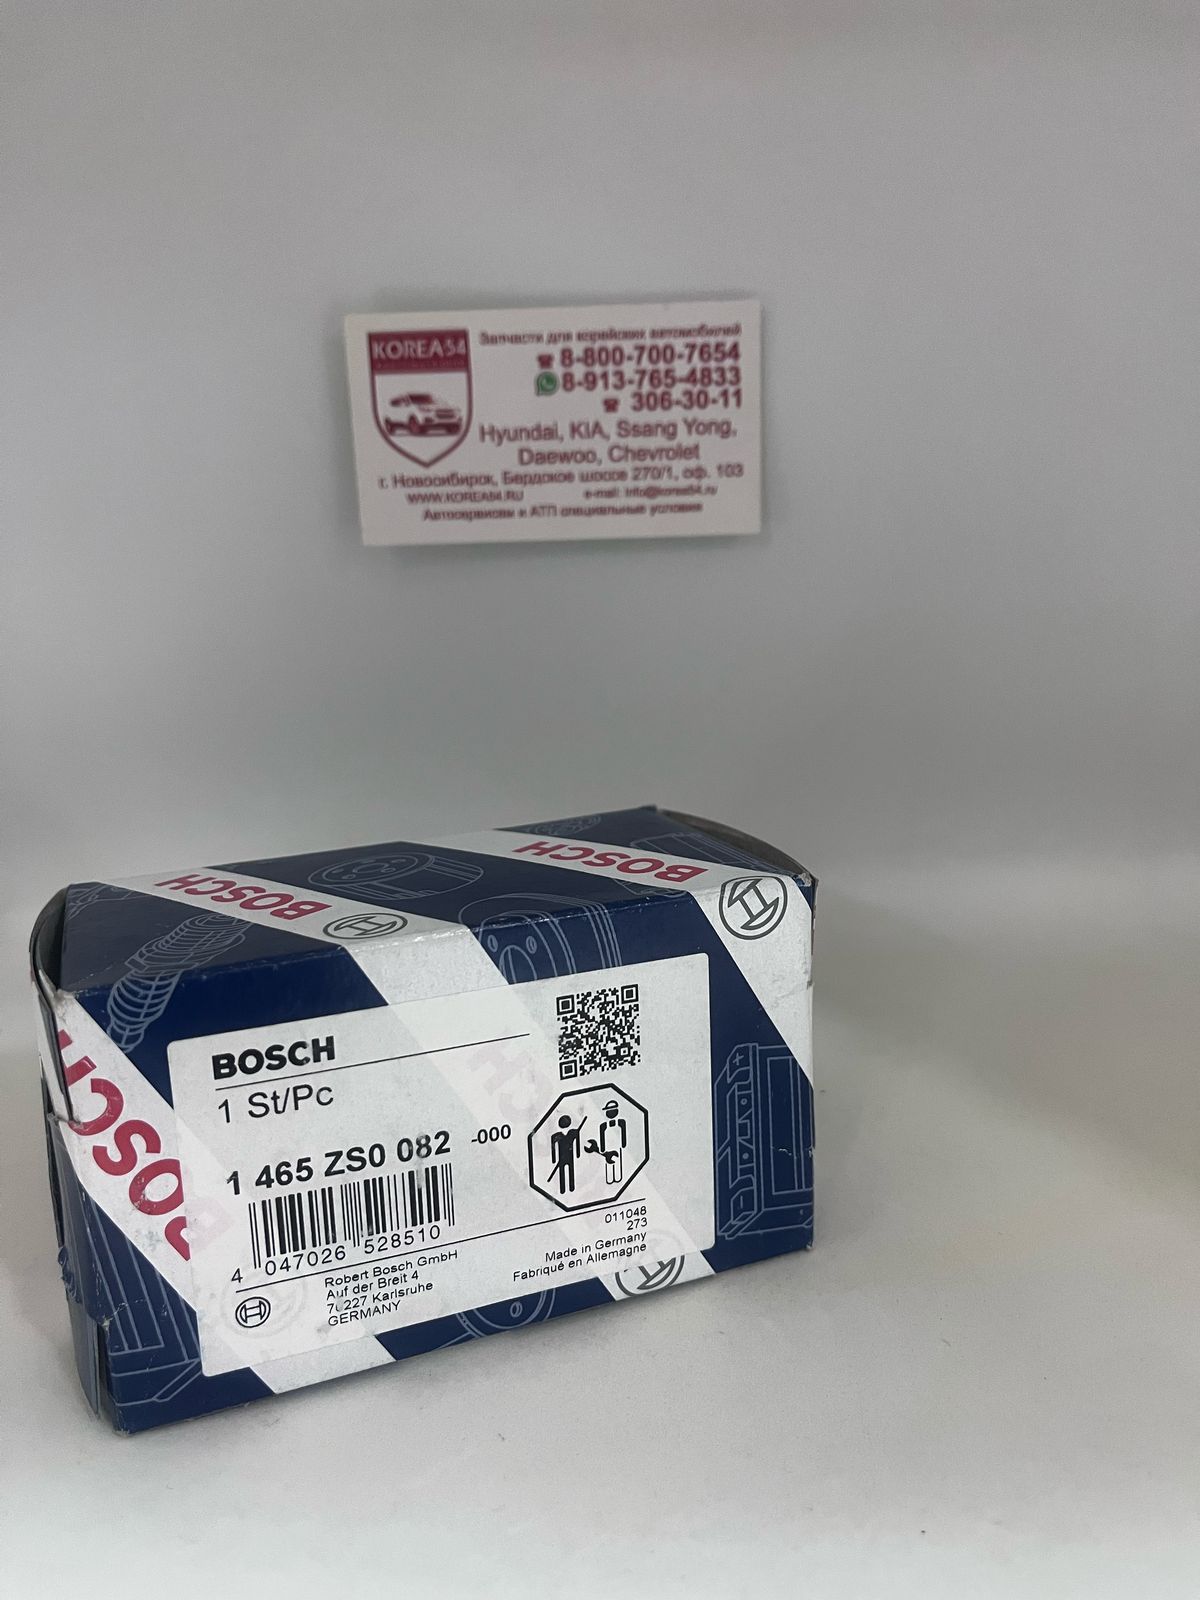 KOREA54
Запчасти для корейских автомобилей
8-800-700-7654
8-913-765-4833
306-30-11
Hyundai, KIA, Ssang Yong,
Daewoo, Chevrolet
г. Новосибирск, Бердское шоссе 270/1, оф. 103
WWW.KOREA54.RU e-mail: info@korea54.ru
Автосервисам и АТП специальные условия
BOSCH
BOSCH
BOSCH
BOSCH
1 St/Pc
1 465 ZS0 082 -000
4 047026 528510
011048
273
Made in Germany
Fabriqué en Allemagne
Robert Bosch GmbH
Auf der Breit 4
76227 Karlsruhe
GERMANY